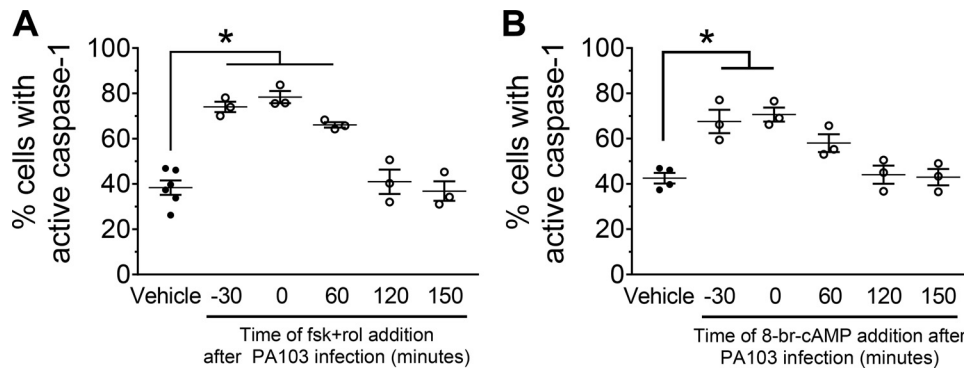 A
% cells with
active caspase-1
100
80
60
40
20
0
*
Vehicle -30 0 60 120 150
Time of fsk+rol addition
after PA103 infection (minutes)
B
% cells with
active caspase-1
100
80
60
40
20
0
*
Vehicle -30 0 60 120 150
Time of 8-br-cAMP addition after
PA103 infection (minutes)